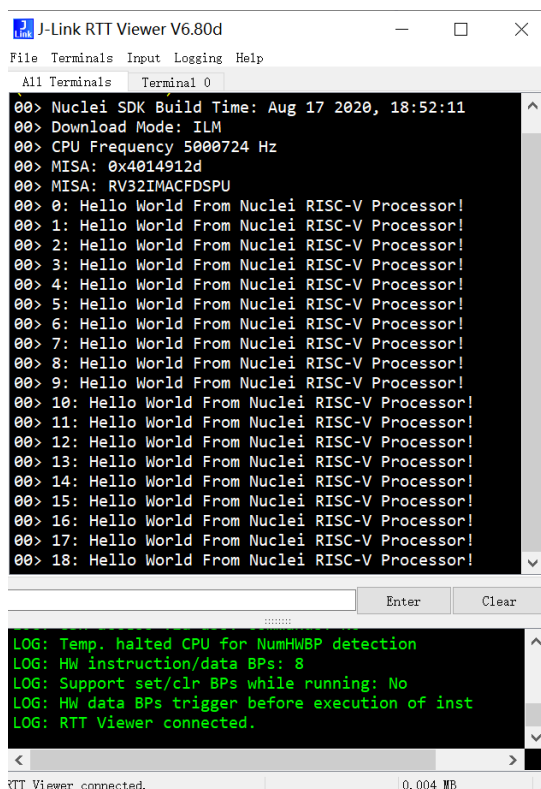 J-Link RTT Viewer V6.80d
File Terminals Input Logging Help
All Terminals Terminal 0
00> Nuclei SDK Build Time: Aug 17 2020, 18:52:11
00> Download Mode: ILM
00> CPU Frequency 5000724 Hz
00> MISA: 0x4014912d
00> MISA: RV32IMACFDSPU
00> 0: Hello World From Nuclei RISC-V Processor!
00> 1: Hello World From Nuclei RISC-V Processor!
00> 2: Hello World From Nuclei RISC-V Processor!
00> 3: Hello World From Nuclei RISC-V Processor!
00> 4: Hello World From Nuclei RISC-V Processor!
00> 5: Hello World From Nuclei RISC-V Processor!
00> 6: Hello World From Nuclei RISC-V Processor!
00> 7: Hello World From Nuclei RISC-V Processor!
00> 8: Hello World From Nuclei RISC-V Processor!
00> 9: Hello World From Nuclei RISC-V Processor!
00> 10: Hello World From Nuclei RISC-V Processor!
00> 11: Hello World From Nuclei RISC-V Processor!
00> 12: Hello World From Nuclei RISC-V Processor!
00> 13: Hello World From Nuclei RISC-V Processor!
00> 14: Hello World From Nuclei RISC-V Processor!
00> 15: Hello World From Nuclei RISC-V Processor!
00> 16: Hello World From Nuclei RISC-V Processor!
00> 17: Hello World From Nuclei RISC-V Processor!
00> 18: Hello World From Nuclei RISC-V Processor!
Enter Clear
LOG: Temp. halted CPU for NumHWBP detection
LOG: HW instruction/data BPs: 8
LOG: Support set/clr BPs while running: No
LOG: HW data BPs trigger before execution of inst
LOG: RTT Viewer connected.
RTT Viewer connected. 0.004 MB